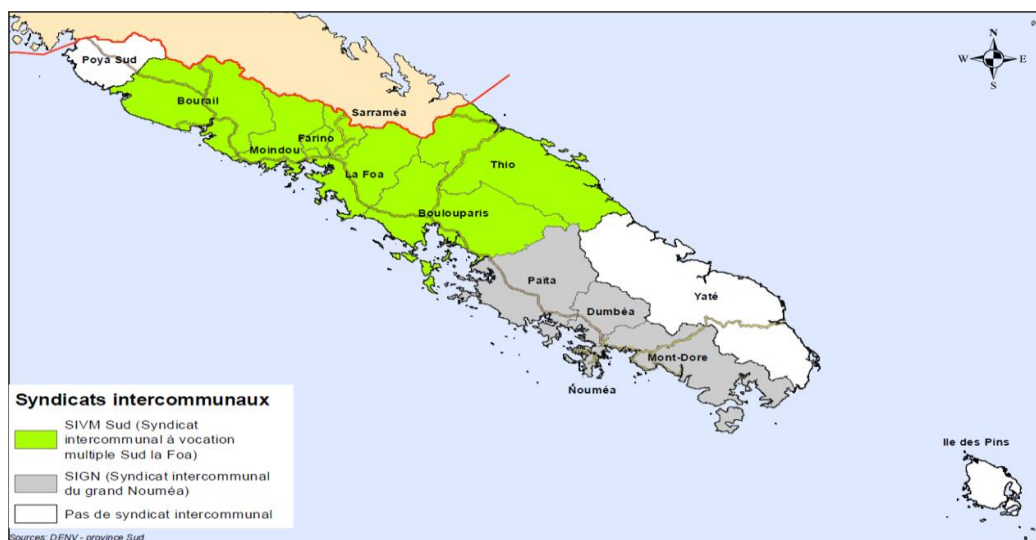 N
W
E
S
Poya Sud
Bourail
Sarraméa
Farino
Moindou
Thio
La Foa
Boulouparis
Païta
Yaté
Dumbéa
Mont-Dore
Nouméa
Ile des Pins
Syndicats intercommunaux
SIVM Sud (Syndicat
intercommunal à vocation
multiple Sud la Foa)
SIGN (Syndicat intercommunal
du grand Nouméa)
Pas de syndicat intercommunal
Sources: DENV - province Sud